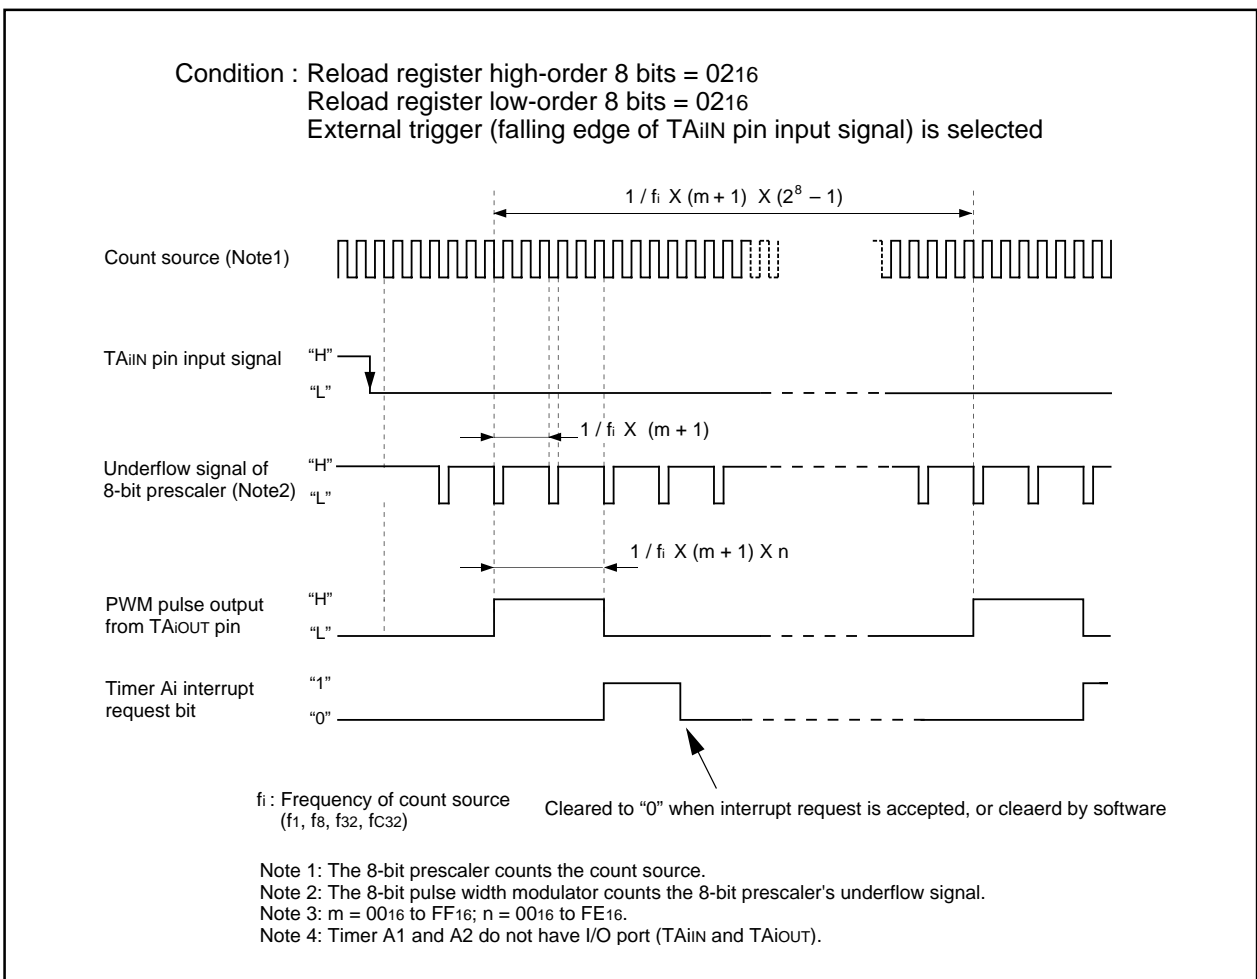 Condition : Reload register high-order 8 bits = 0216
Reload register low-order 8 bits = 0216
External trigger (falling edge of TAiIN pin input signal) is selected
1 / fi X (m + 1) X (2^8 – 1)
Count source (Note1)
TAiIN pin input signal
“H”
“L”
1 / fi X (m + 1)
Underflow signal of
8-bit prescaler (Note2)
“H”
“L”
1 / fi X (m + 1) X n
PWM pulse output
from TAiOUT pin
“H”
“L”
Timer Ai interrupt
request bit
“1”
“0”
fi : Frequency of count source
(f1, f8, f32, fC32)
Cleared to “0” when interrupt request is accepted, or cleaerd by software
Note 1: The 8-bit prescaler counts the count source.
Note 2: The 8-bit pulse width modulator counts the 8-bit prescaler's underflow signal.
Note 3: m = 0016 to FF16; n = 0016 to FE16.
Note 4: Timer A1 and A2 do not have I/O port (TAiIN and TAiOUT).